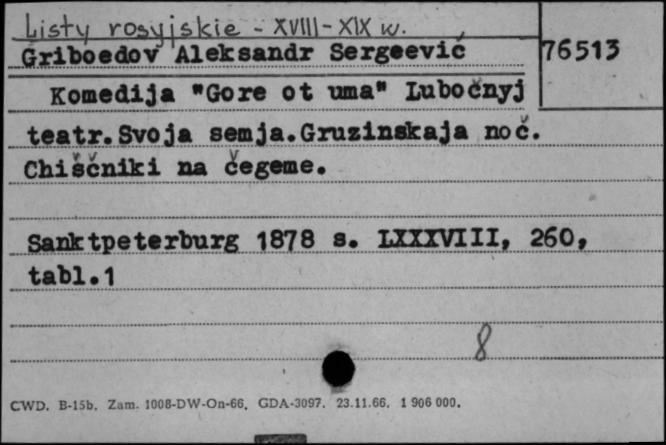 Listy rosyjskie - XVIII-XIX w.
Griboedov Aleksandr Sergeević
76513
Komedija "Gore ot uma" Lubočnyj
teatr.Svoja semja.Gruzinskaja noč.
Chiščniki na čegeme.
Sanktpeterburg 1878 s. LXXXVIII, 260,
tabl.1
8
CWD. B-15b. Zam. 1008-DW-On-66, GDA-3097. 23.11.66. 1 906 000.